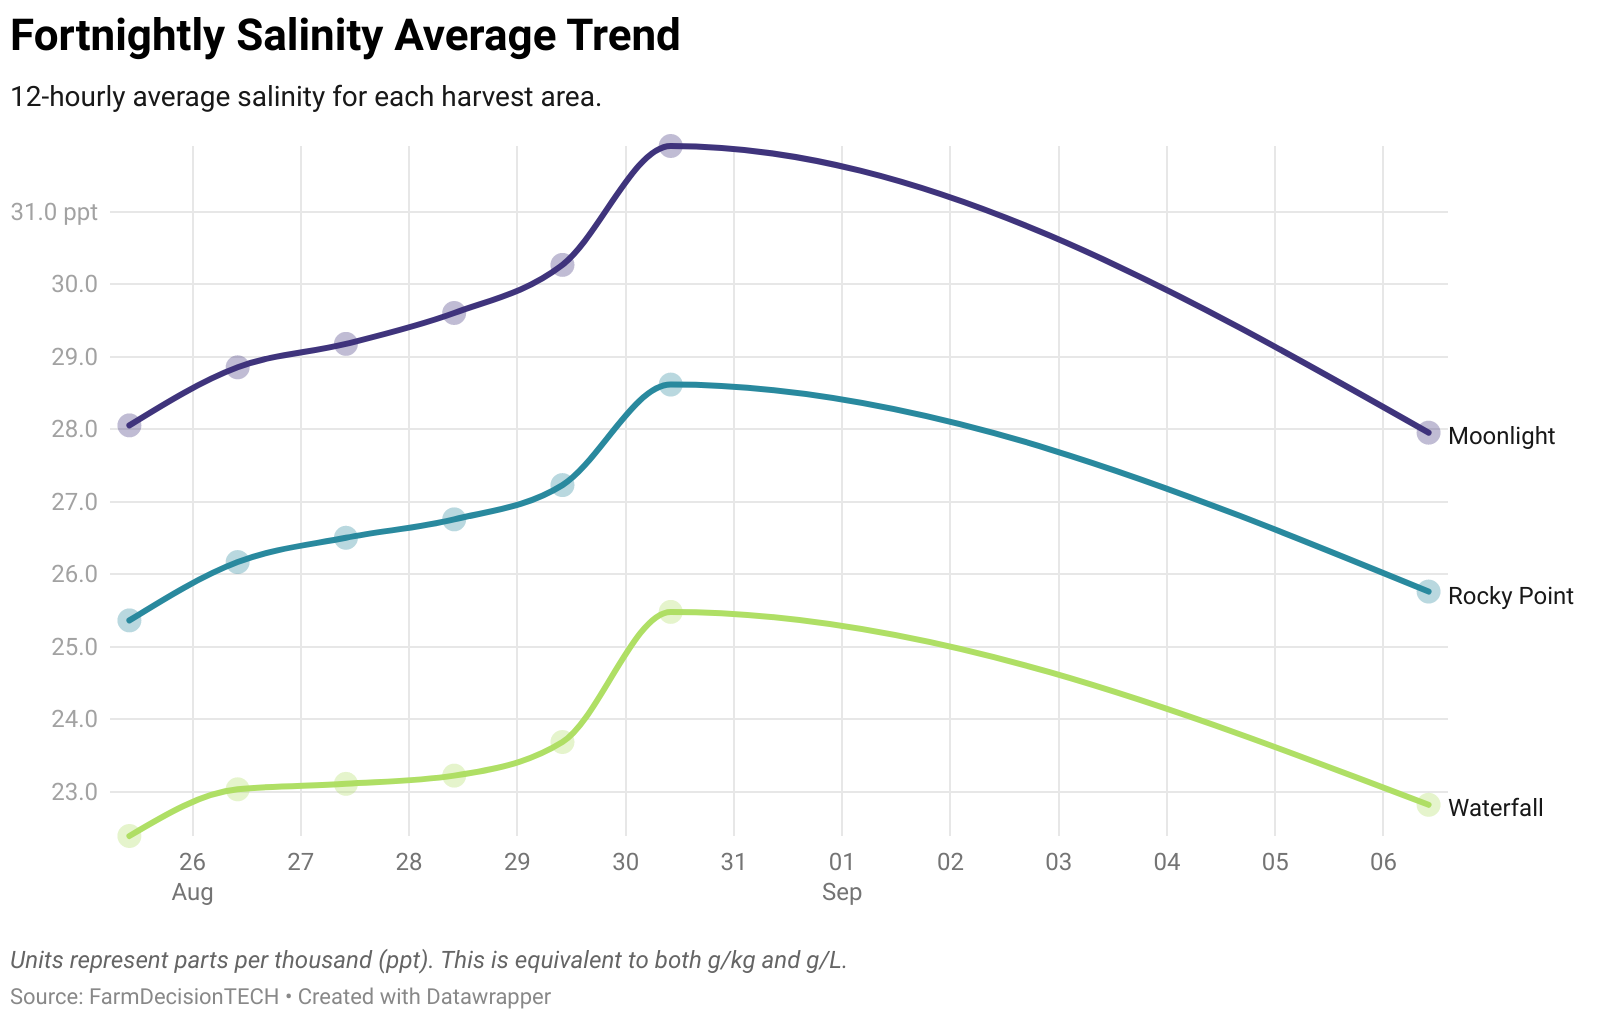 Fortnightly Salinity Average Trend
12-hourly average salinity for each harvest area.
31.0 ppt
30.0
29.0
28.0
27.0
26.0
25.0
24.0
23.0
Moonlight
Rocky Point
Waterfall
26 27 28 29 30 31 01 02 03 04 05 06
Aug Sep
Units represent parts per thousand (ppt). This is equivalent to both g/kg and g/L.
Source: FarmDecisionTECH • Created with Datawrapper